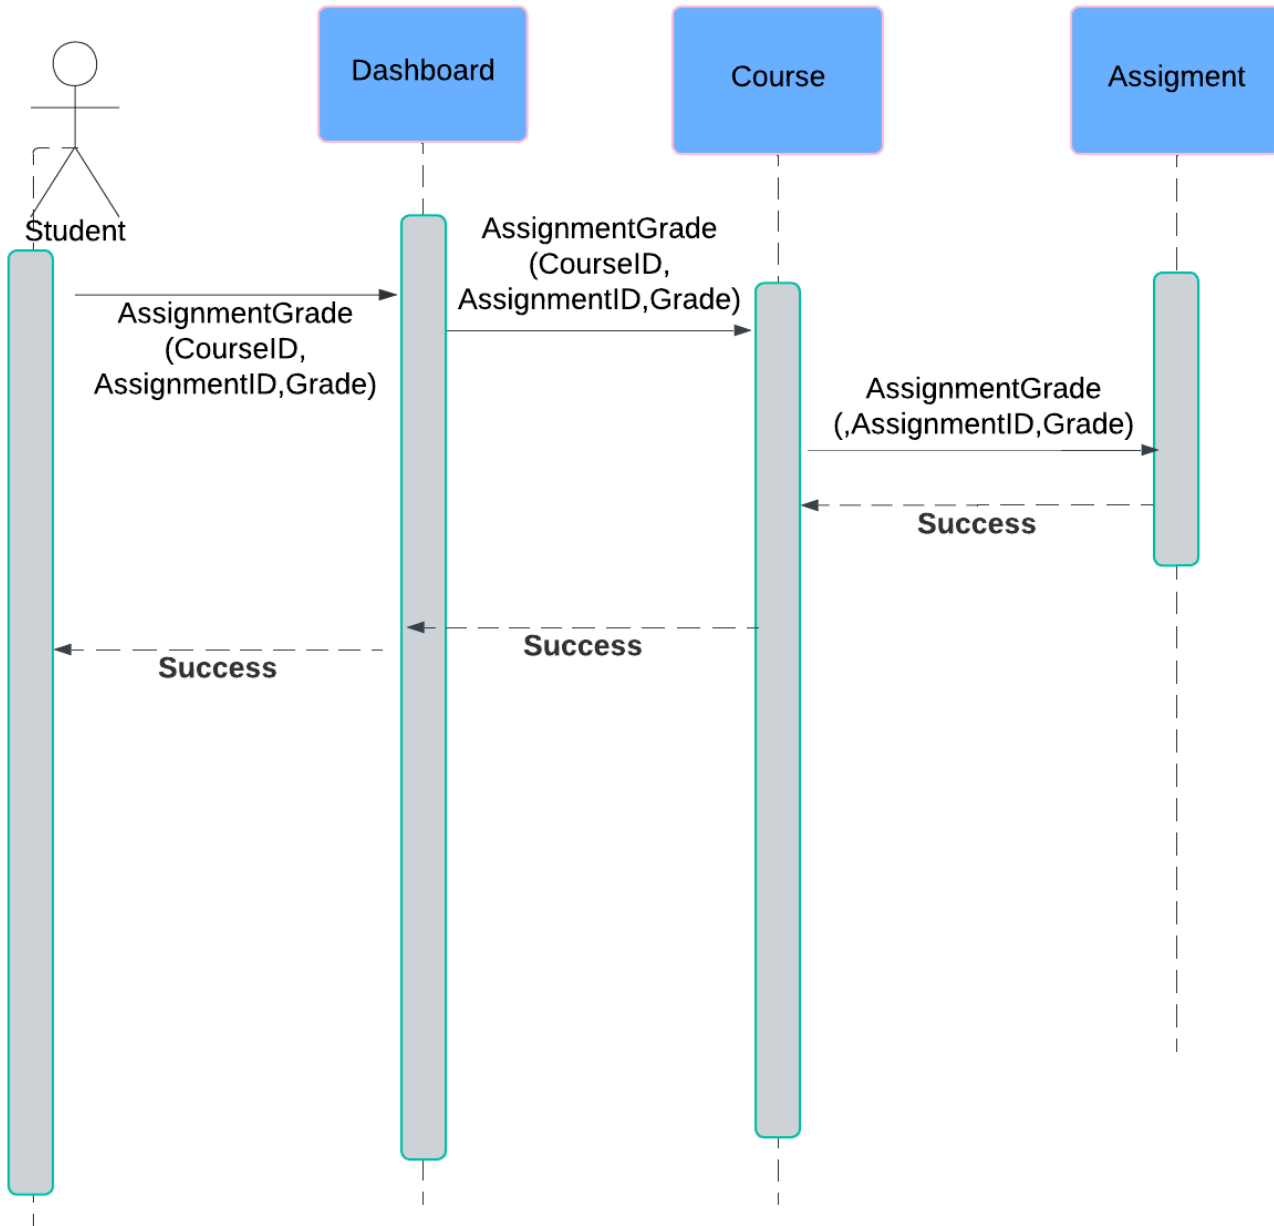 Dashboard
Course
Assigment
Student
AssignmentGrade
(CourseID,
AssignmentID,Grade)
AssignmentGrade
(CourseID,
AssignmentID,Grade)
AssignmentGrade
(,AssignmentID,Grade)
Success
Success
Success